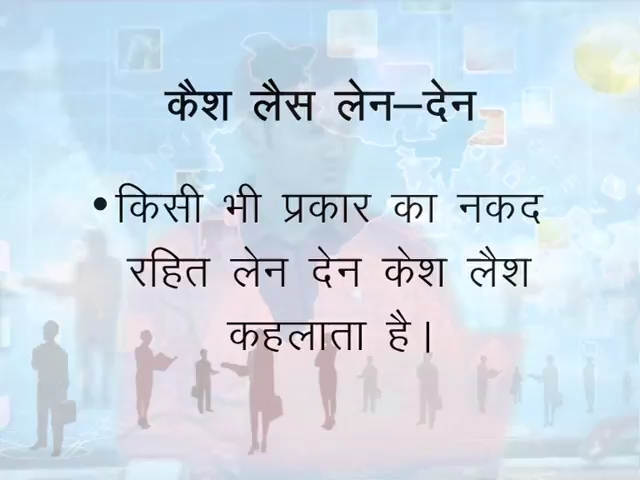 कैश लैस लेन–देन
•किसी भी प्रकार का नकद
रहित लेन देन केश लैश
कहलाता है।